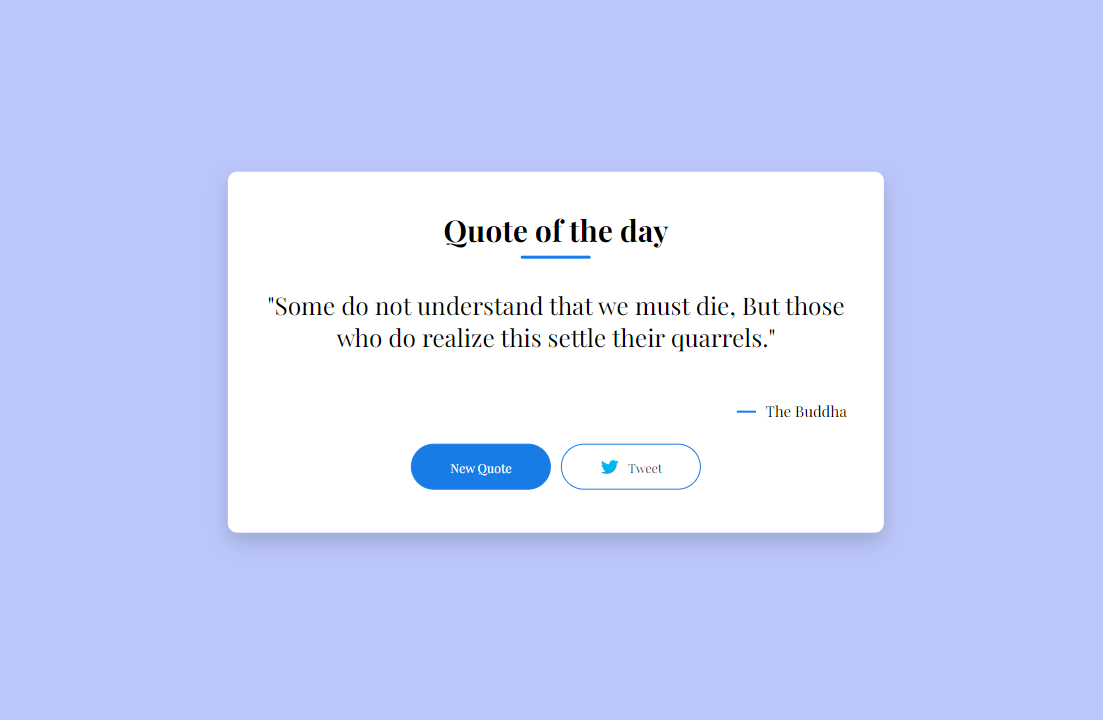 Quote of the day
"Some do not understand that we must die, But those
who do realize this settle their quarrels."
— The Buddha
New Quote
Tweet